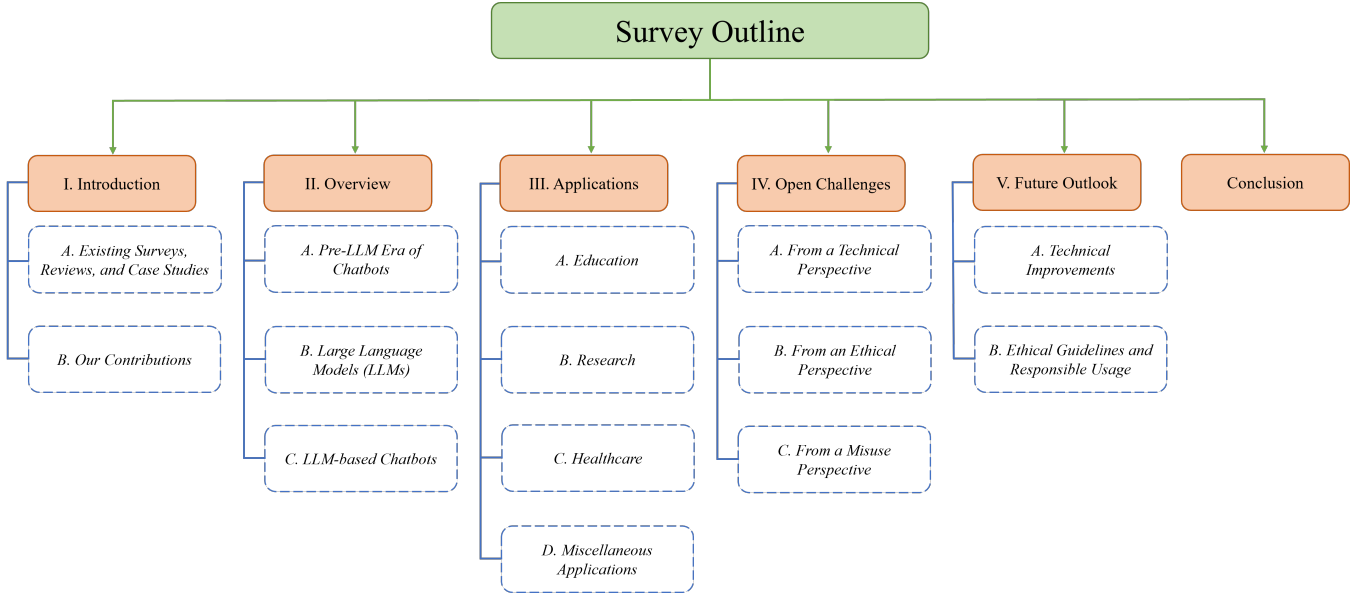 Survey Outline
I. Introduction
A. Existing Surveys,
Reviews, and Case Studies
B. Our Contributions
II. Overview
A. Pre-LLM Era of
Chatbots
B. Large Language
Models (LLMs)
C. LLM-based Chatbots
III. Applications
A. Education
B. Research
C. Healthcare
D. Miscellaneous
Applications
IV. Open Challenges
A. From a Technical
Perspective
B. From an Ethical
Perspective
C. From a Misuse
Perspective
V. Future Outlook
A. Technical
Improvements
B. Ethical Guidelines and
Responsible Usage
Conclusion